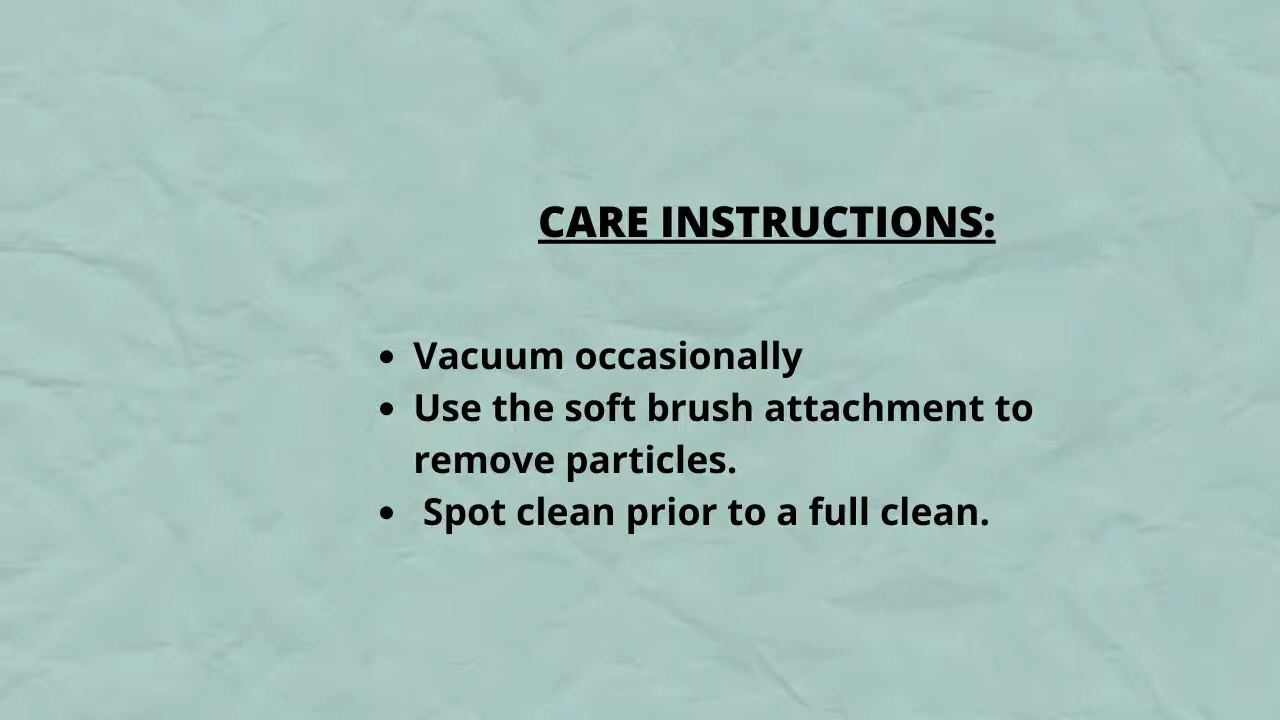 CARE INSTRUCTIONS:
• Vacuum occasionally
• Use the soft brush attachment to
remove particles.
• Spot clean prior to a full clean.